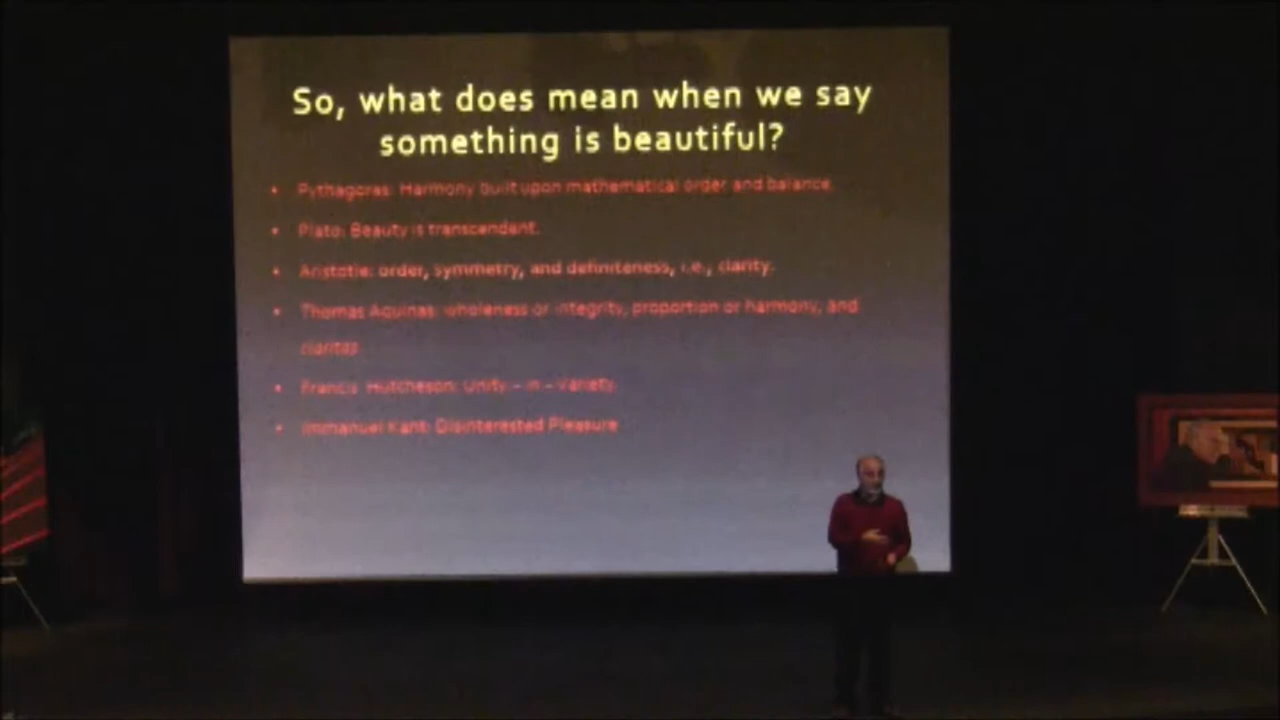 So, what does mean when we say
something is beautiful?
• Pythagoras: Harmony built upon mathematical order and balance
• Plato: Beauty is transcendent.
• Aristotle: order, symmetry, and definiteness, i.e., clarity.
• Thomas Aquinas: wholeness or integrity, proportion or harmony, and
claritas.
• Francis Hutcheson: Unity – in – Variety.
• Immanuel Kant: Disinterested Pleasure